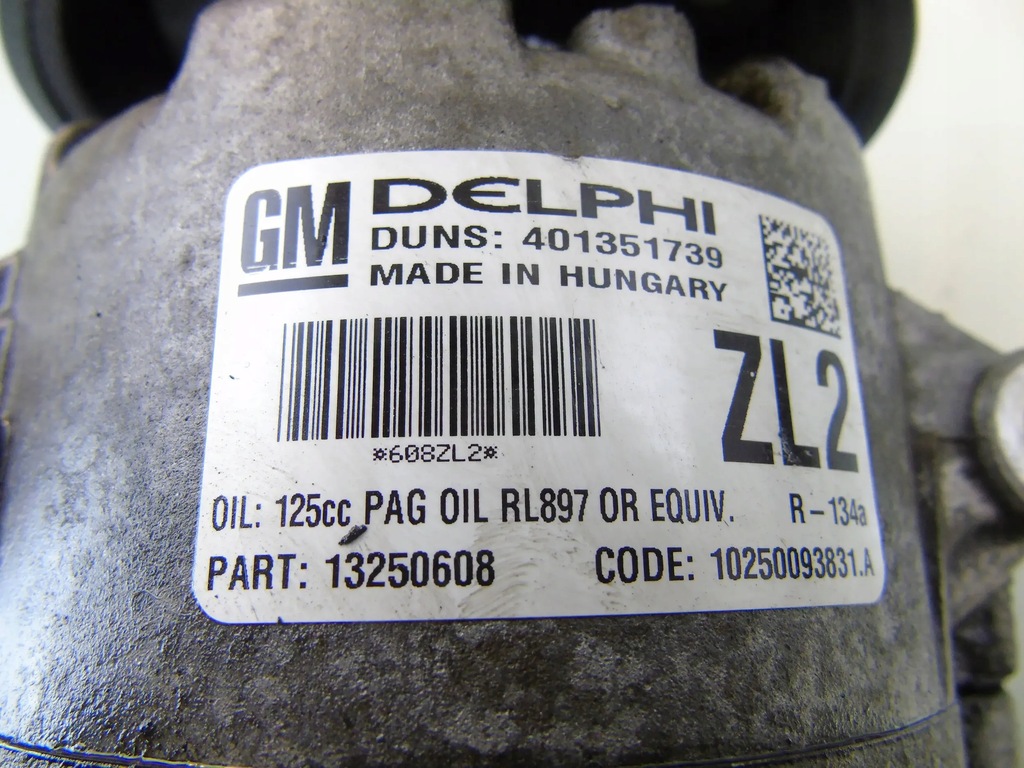 GM DELPHI
DUNS: 401351739
MADE IN HUNGARY
ZL2
*608ZL2*
OIL: 125cc PAG OIL RL897 OR EQUIV. R-134a
PART: 13250608 CODE: 10250093831.A